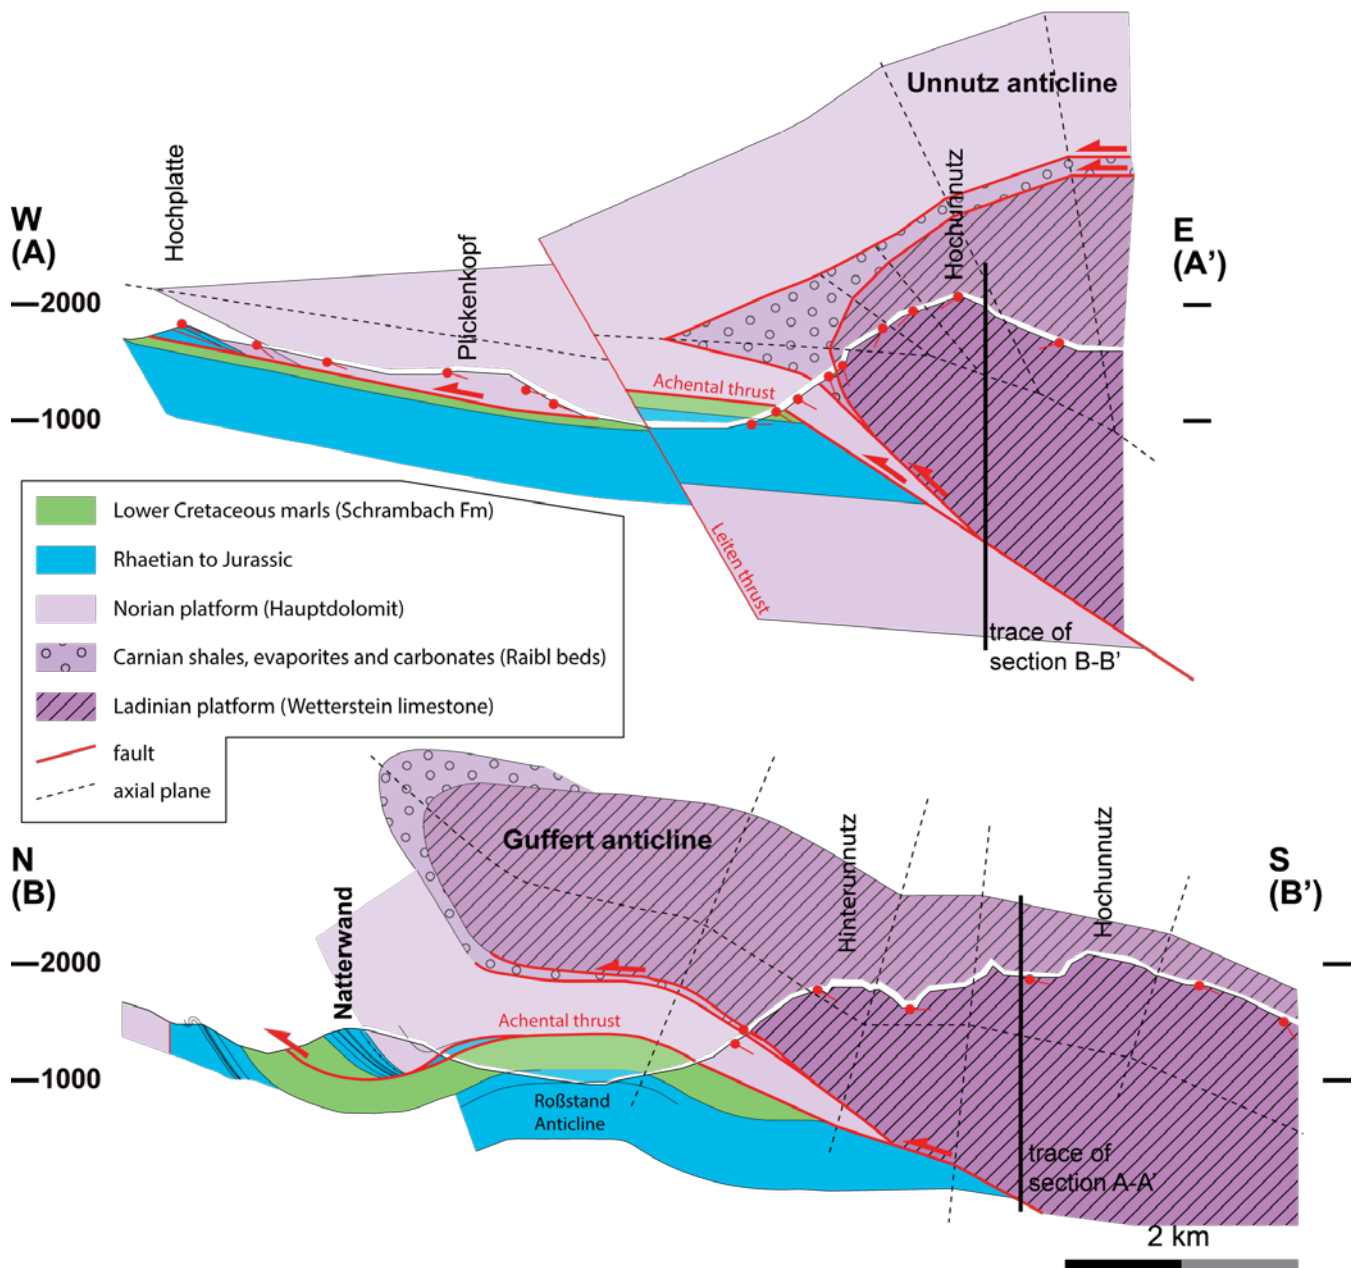 Unnutz anticline
Hochplatte
Plickenkopf
Hochunnutz
W
(A)
E
(A’)
2000
1000
Achental thrust
Leiten thrust
trace of
section B-B’
Lower Cretaceous marls (Schrambach Fm)
Rhaetian to Jurassic
Norian platform (Hauptdolomit)
Carnian shales, evaporites and carbonates (Raibl beds)
Ladinian platform (Wetterstein limestone)
fault
axial plane
Guffert anticline
Natterwand
Hinterunnutz
Hochunnutz
N
(B)
S
(B’)
2000
1000
Achental thrust
Roßstand
Anticline
trace of
section A-A’
2 km